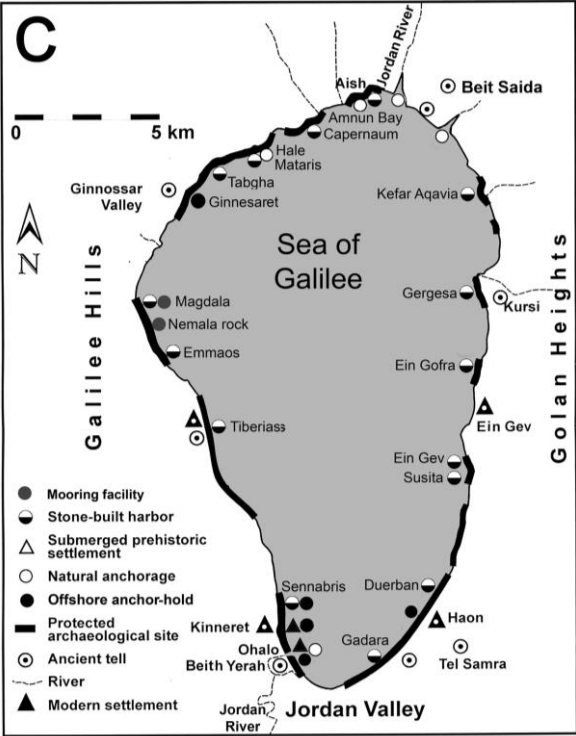 C
0 5 km
N
Jordan River
Aish
Beit Saida
Amnun Bay
Capernaum
Hale
Mataris
Tabgha
Ginnossar
Valley
Ginnesaret
Kefar Aqavia
Sea of
Galilee
Galilee Hills
Golan Heights
Magdala
Nemala rock
Emmaos
Gergesa
Kursi
Ein Gofra
Tiberiass
Ein Gev
Ein Gev
Susita
Mooring facility
Stone-built harbor
Submerged prehistoric
settlement
Natural anchorage
Offshore anchor-hold
Protected
archaeological site
Ancient tell
River
Modern settlement
Sennabris
Duerban
Kinneret
Haon
Ohalo
Beith Yerah
Gadara
Tel Samra
Jordan
River
Jordan Valley